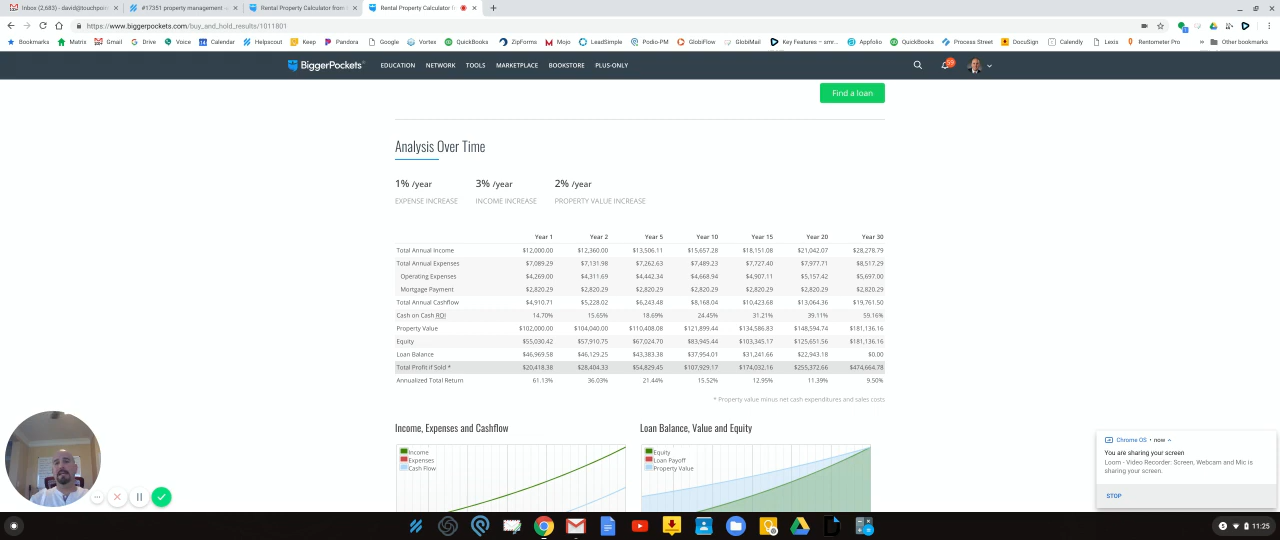 Inbox (2,683) - david@touchpoin
#17351 property management -
Rental Property Calculator from
Rental Property Calculator f
https://www.biggerpockets.com/buy_and_hold_results/1011801
Bookmarks Matrix Gmail Drive Voice Calendar Helpscout Keep Pandora Google Vortex QuickBooks ZipForms Mojo LeadSimple Podio-PM GlobiFlow GlobiMail Key Features – smr... Appfolio QuickBooks Process Street DocuSign Calendly Lexis Rentometer Pro » Other bookmarks
BiggerPockets EDUCATION NETWORK TOOLS MARKETPLACE BOOKSTORE PLUS-ONLY
Find a loan
Analysis Over Time
1% /year 3% /year 2% /year
EXPENSE INCREASE INCOME INCREASE PROPERTY VALUE INCREASE
Year 1 Year 2 Year 5 Year 10 Year 15 Year 20 Year 30
Total Annual Income $12,000.00 $12,360.00 $13,506.11 $15,657.28 $18,151.08 $21,042.07 $28,278.79
Total Annual Expenses $7,089.29 $7,131.98 $7,262.63 $7,489.23 $7,727.40 $7,977.71 $8,517.29
Operating Expenses $4,269.00 $4,311.69 $4,442.34 $4,668.94 $4,907.11 $5,157.42 $5,697.00
Mortgage Payment $2,820.29 $2,820.29 $2,820.29 $2,820.29 $2,820.29 $2,820.29 $2,820.29
Total Annual Cashflow $4,910.71 $5,228.02 $6,243.48 $8,168.04 $10,423.68 $13,064.36 $19,761.50
Cash on Cash ROI 14.70% 15.65% 18.69% 24.45% 31.21% 39.11% 59.16%
Property Value $102,000.00 $104,040.00 $110,408.08 $121,899.44 $134,586.83 $148,594.74 $181,136.16
Equity $55,030.42 $57,910.75 $67,024.70 $83,945.44 $103,345.17 $125,651.56 $181,136.16
Loan Balance $46,969.58 $46,129.25 $43,383.38 $37,954.01 $31,241.66 $22,943.18 $0.00
Total Profit if Sold * $20,418.38 $28,404.33 $54,829.45 $107,929.17 $174,032.16 $255,372.66 $474,664.78
Annualized Total Return 61.13% 36.03% 21.44% 15.52% 12.95% 11.39% 9.50%
* Property value minus net cash expenditures and sales costs
Income, Expenses and Cashflow
Income
Expenses
Cash Flow
Loan Balance, Value and Equity
Equity
Loan Payoff
Property Value
Chrome OS • now
You are sharing your screen
Loom - Video Recorder: Screen, Webcam and Mic is
sharing your screen.
STOP
11:25